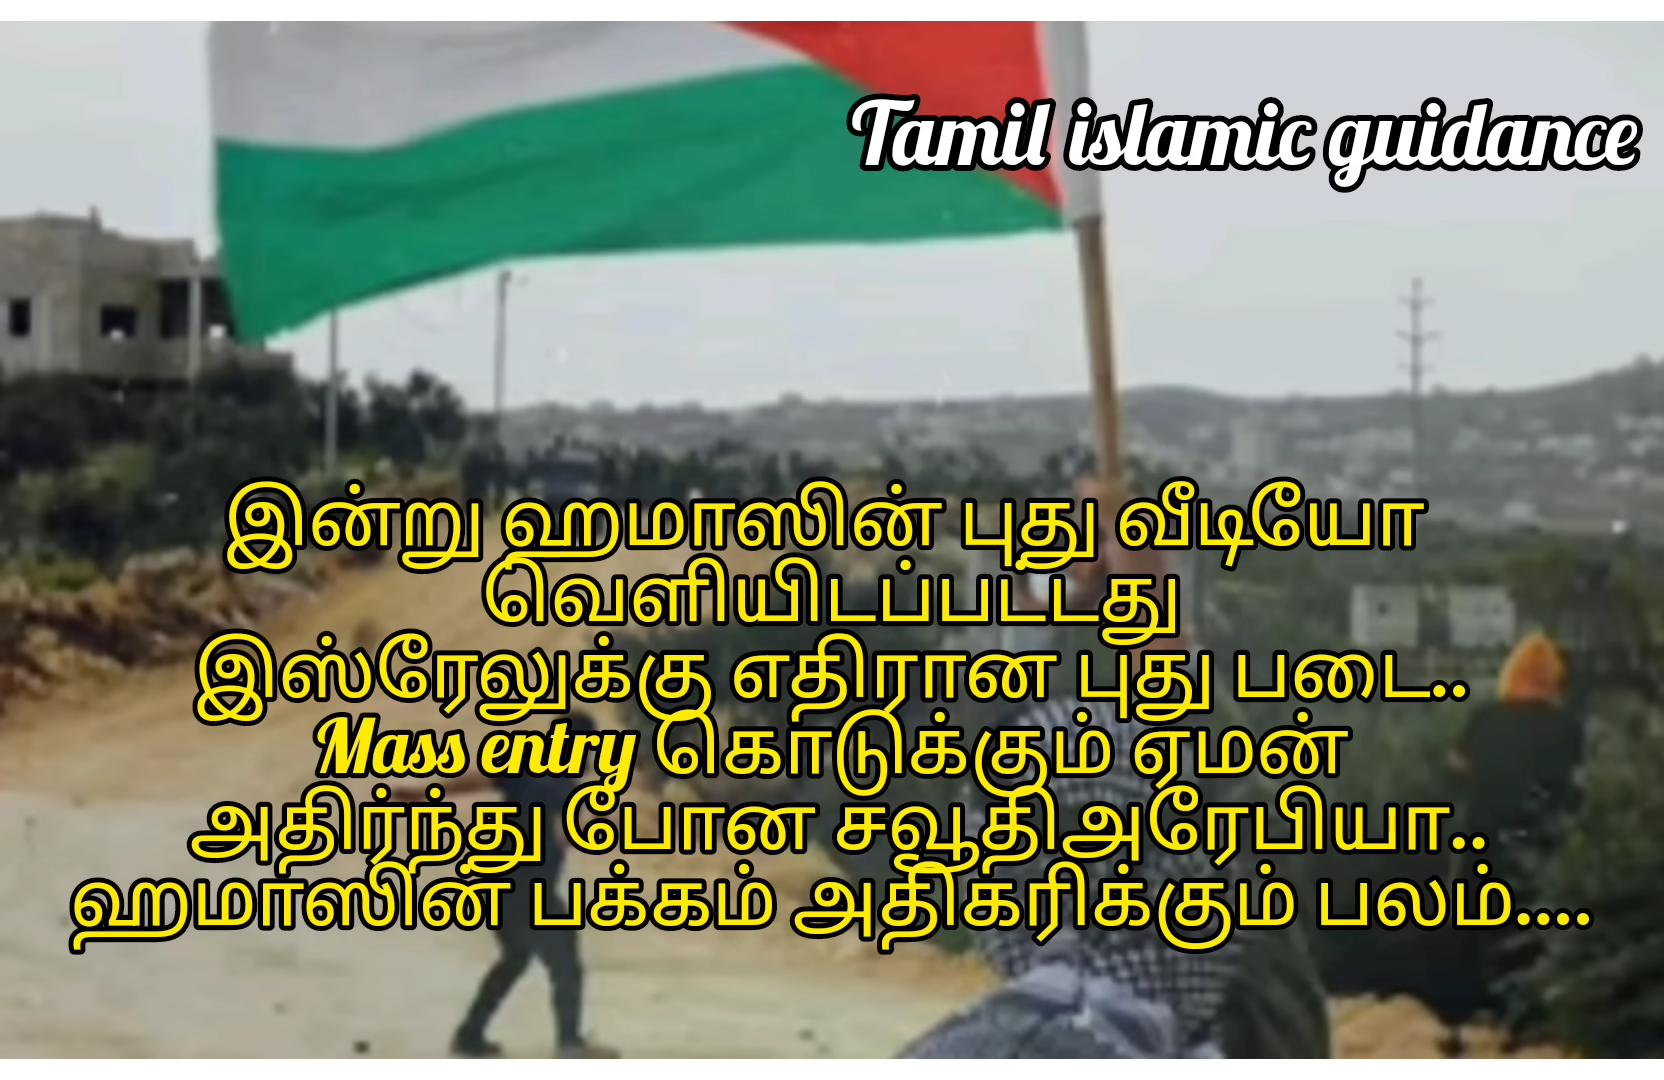 Tamil islamic guidance
இன்று ஹமாஸின் புது வீடியோ
வெளியிடப்பட்டது
இஸ்ரேலுக்கு எதிரான புது படை..
Mass entry கொடுக்கும் ஏமன்
அதிர்ந்து போன சவூதிஅரேபியா..
ஹமாஸின் பக்கம் அதிகரிக்கும் பலம்....